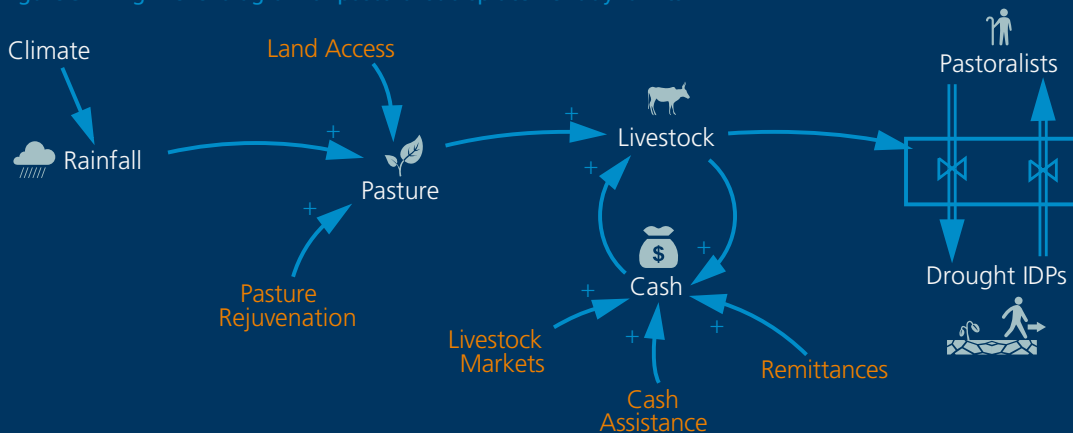 Climate
Land Access
Pastoralists
+
+
Livestock
Rainfall
Pasture
+
+
+
$
Cash
Drought IDPs
Pasture
Rejuvenation
+
Livestock
Markets
+
+
Remittances
Cash
Assistance